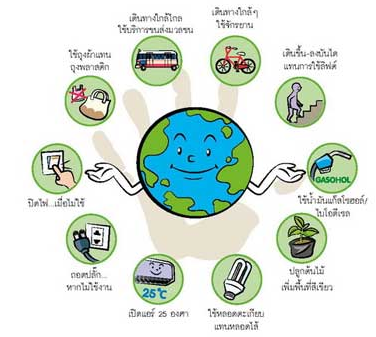 เดินทางใกล้ไกล
ใช้บริการขนส่งมวลชน
เดินทางใกล้ๆ
ใช้จักรยาน
ใช้ถุงผ้าแทน
ถุงพลาสติก
เดินขึ้น-ลงบันได
แทนการใช้ลิฟต์
ปิดไฟ...เมื่อไม่ใช้
GASOHOL
ใช้น้ำมันแก๊สโซฮอล์/
ไบโอดีเซล
ถอดปลั๊ก...
หากไม่ใช้งาน
25°C
เปิดแอร์ 25 องศา
ใช้หลอดตะเกียบ
แทนหลอดไส้
ปลูกต้นไม้
เพิ่มพื้นที่สีเขียว